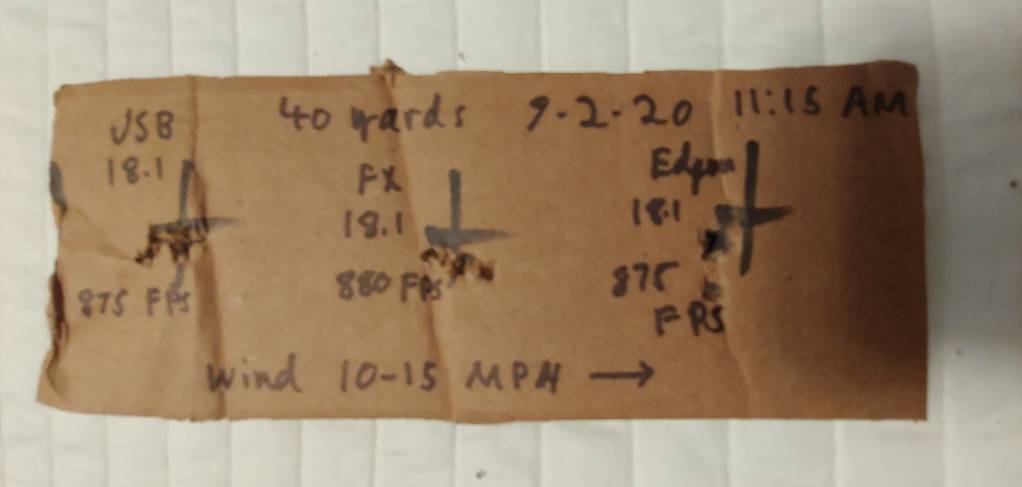 40 yards 9-2-20 11:15 AM
JSB
18.1
875 FPS
FX
18.1
880 FPS
Edgun
18.1
875
FPS
Wind 10-15 MPH →